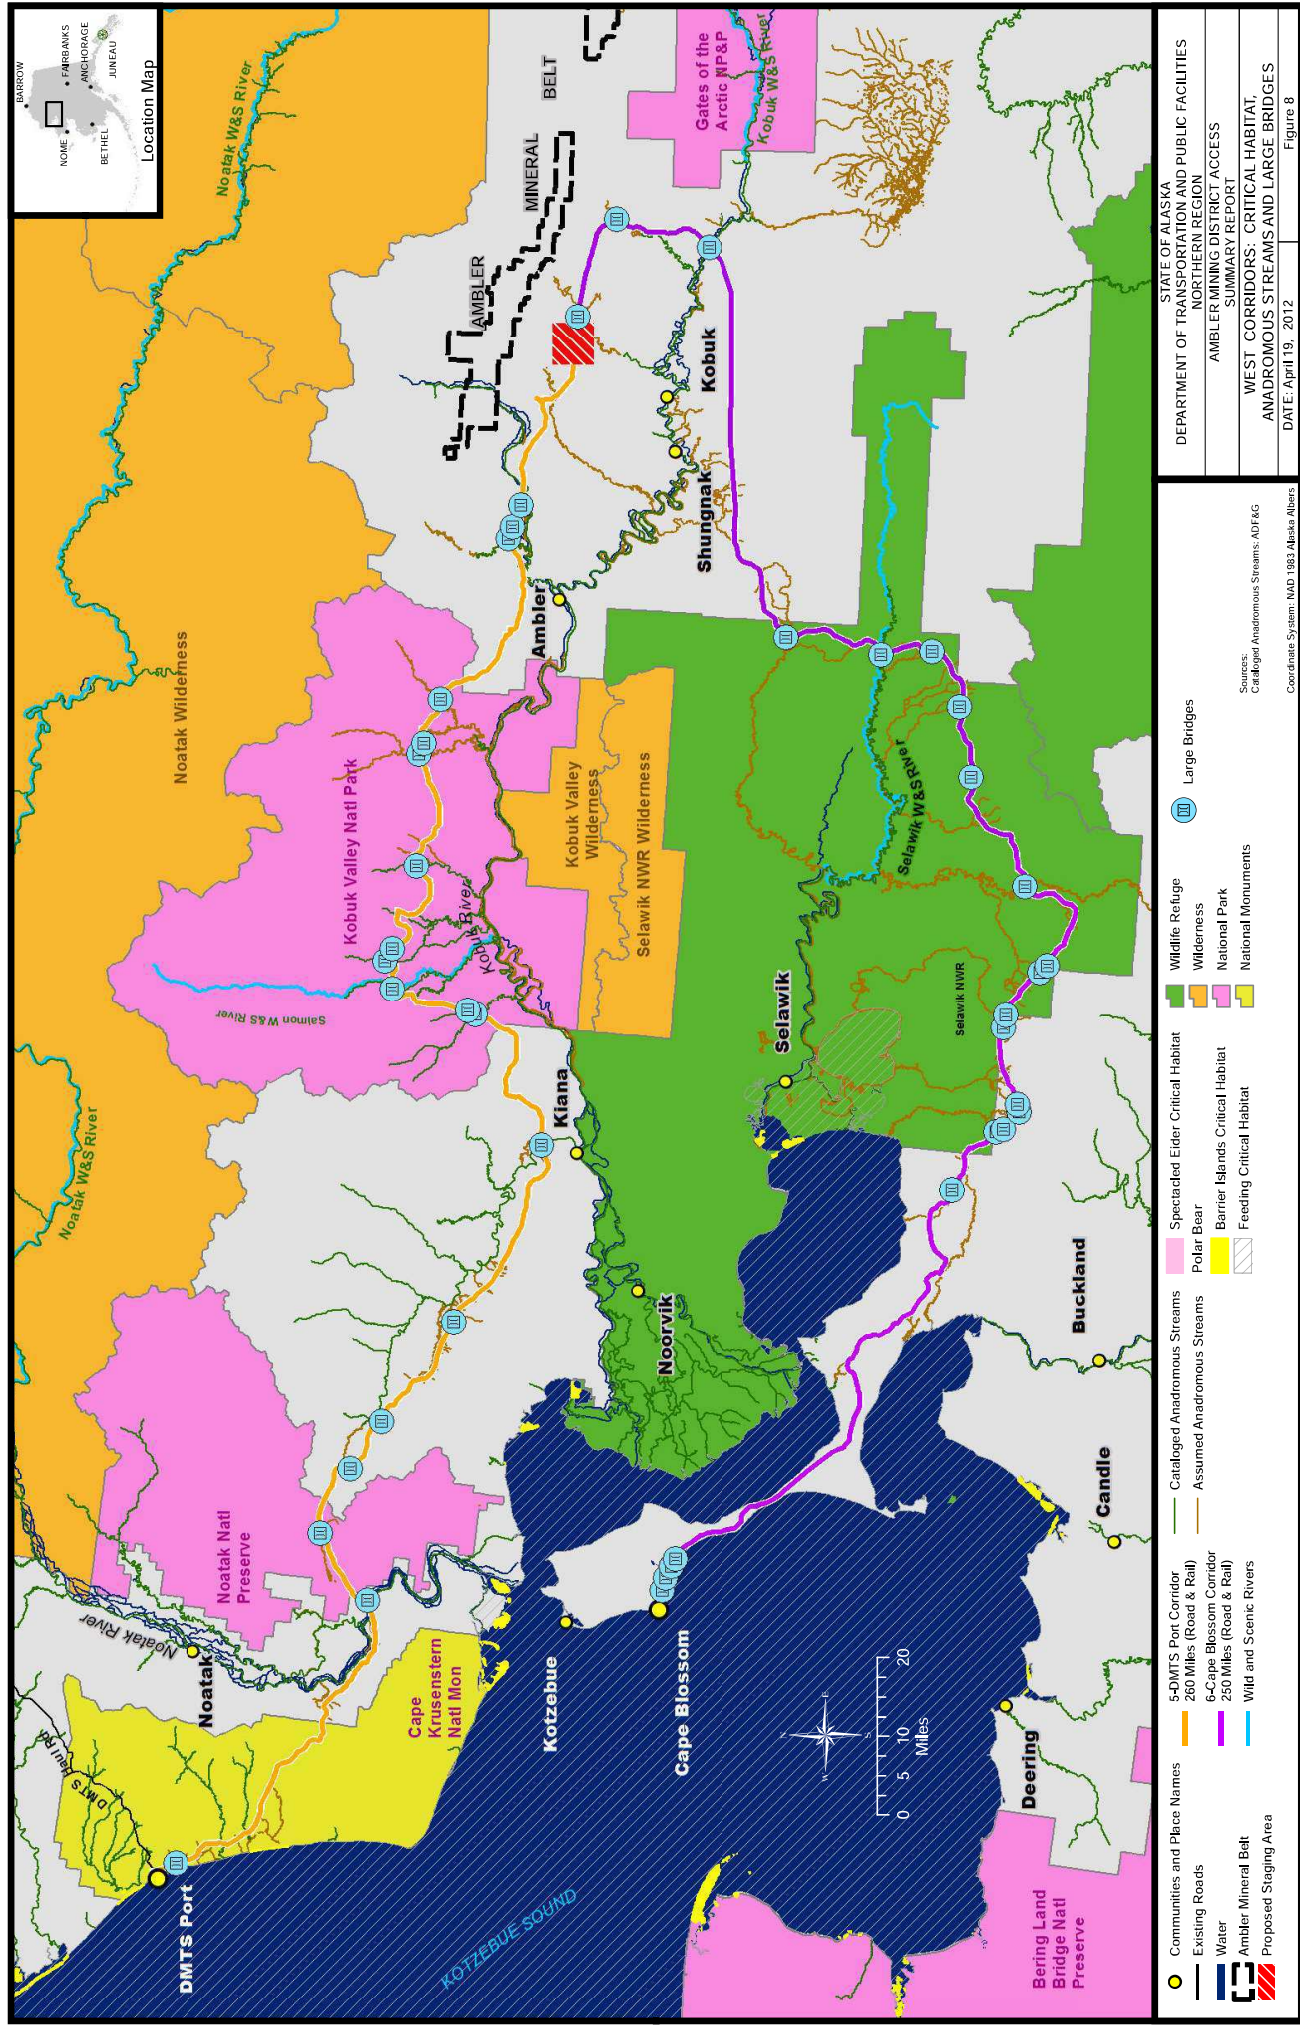 BARROW
FAIRBANKS
ANCHORAGE
JUNEAU
NOME
BETHEL
Location Map
Noatak W&S River
Noatak Wilderness
Noatak W&S River
BELT
MINERAL
AMBLER
Gates of the
Arctic NP&P
Kobuk W&S River
Kobuk
Shungnak
Ambler
Kobuk Valley Natl Park
Kobuk River
Salmon W&S River
Kobuk Valley
Wilderness
Selawik NWR Wilderness
Selawik W&S River
Selawik
Selawik NWR
Kiana
Noorvik
Buckland
Candle
Deering
Noatak Natl
Preserve
Noatak River
Noatak
DMTS Haul Rd
DMTS Port
Cape
Krusenstern
Natl Mon
Kotzebue
Cape Blossom
KOTZEBUE SOUND
N
E
S
W
0 5 10 20
Miles
Bering Land
Bridge Natl
Preserve
Communities and Place Names
Existing Roads
Water
Ambler Mineral Belt
Proposed Staging Area
5-DMTS Port Corridor
260 Miles (Road & Rail)
6-Cape Blossom Corridor
250 Miles (Road & Rail)
Wild and Scenic Rivers
Cataloged Anadromous Streams
Assumed Anadromous Streams
Spectacled Eider Critical Habitat
Polar Bear
Barrier Islands Critical Habitat
Feeding Critical Habitat
Wildlife Refuge
Wilderness
National Park
National Monuments
Large Bridges
Sources:
Cataloged Anadromous Streams: ADF&G
Coordinate System: NAD 1983 Alaska Albers
STATE OF ALASKA
DEPARTMENT OF TRANSPORTATION AND PUBLIC FACILITIES
NORTHERN REGION
AMBLER MINING DISTRICT ACCESS
SUMMARY REPORT
WEST CORRIDORS: CRITICAL HABITAT,
ANADROMOUS STREAMS AND LARGE BRIDGES
DATE: April 19, 2012
Figure 8